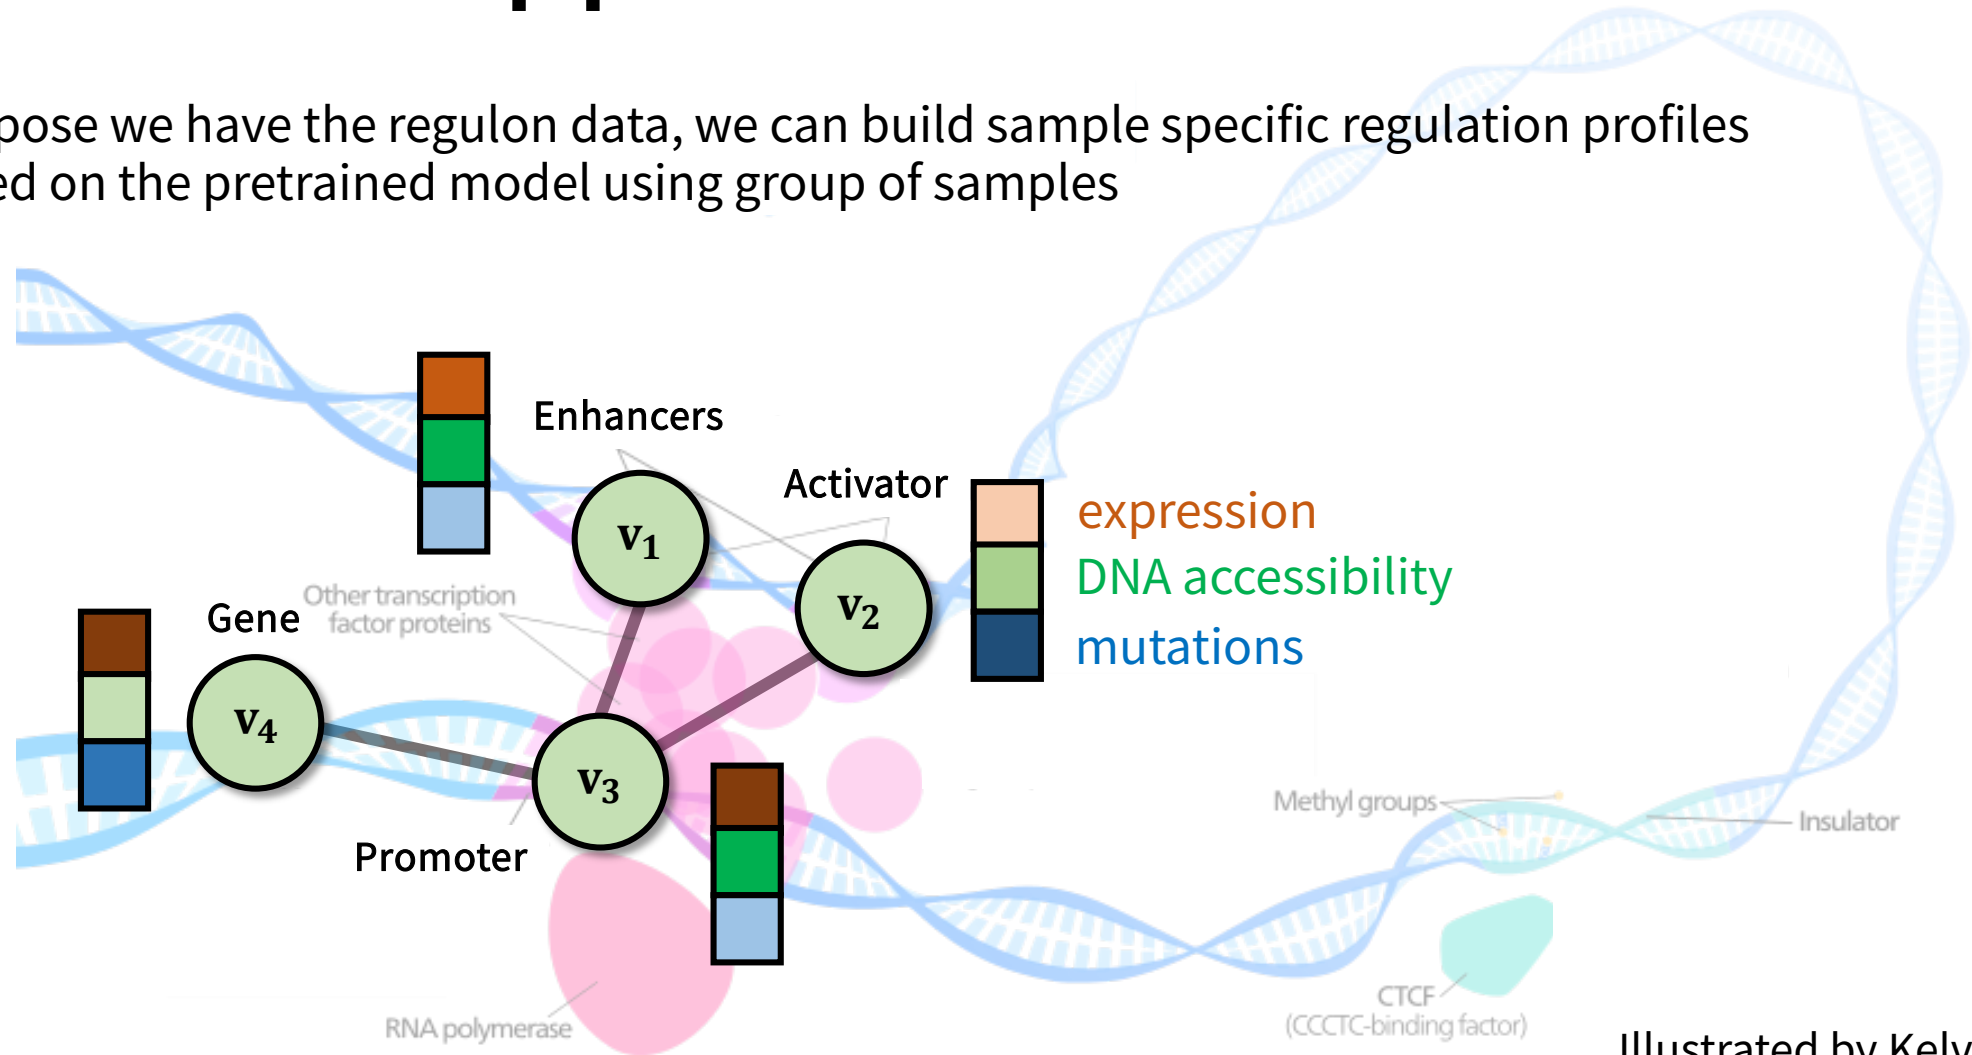 pose we have the regulon data, we can build sample specific regulation profiles
ed on the pretrained model using group of samples
Enhancers
Activator
expression
v1
DNA accessibility
Other transcription
factor proteins
Gene
v2
mutations
v4
v3
Promoter
Methyl groups
Insulator
CTCF
(CCCTC-binding factor)
RNA polymerase
Illustrated by Kelv